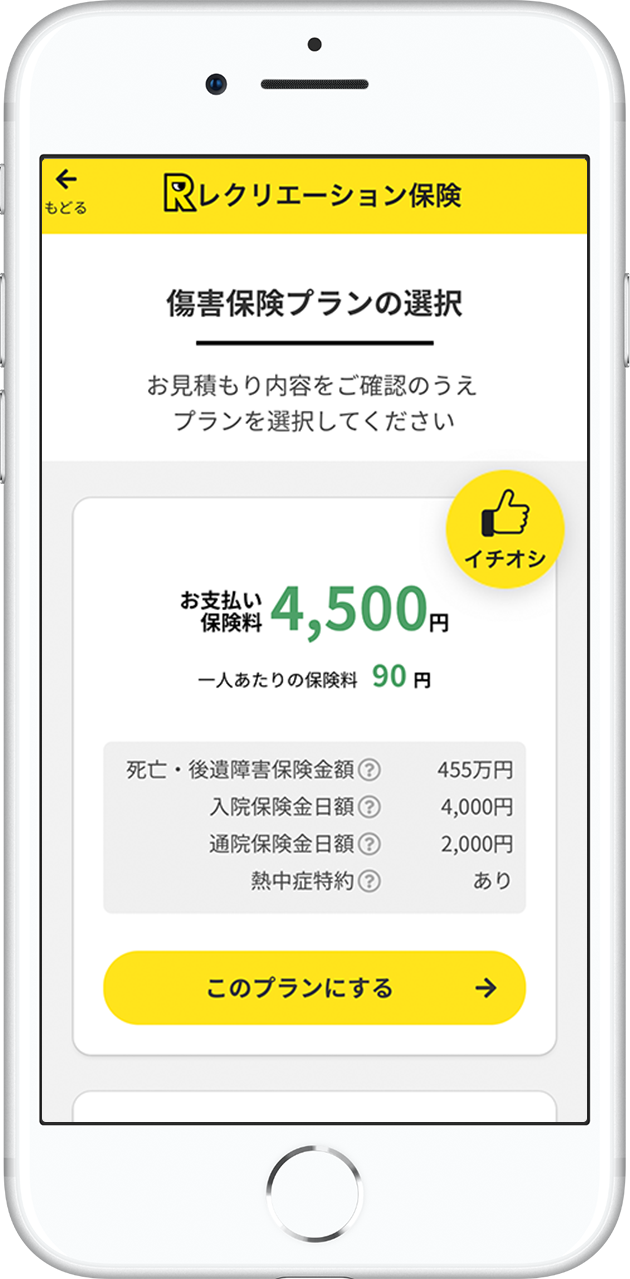 もどる
Rレクリエーション保険
傷害保険プランの選択
お見積もり内容をご確認のうえ
プランを選択してください
イチオシ
お支払い
保険料 4,500円
一人あたりの保険料 90 円
死亡・後遺障害保険金額? 455万円
入院保険金日額? 4,000円
通院保険金日額? 2,000円
熱中症特約? あり
このプランにする